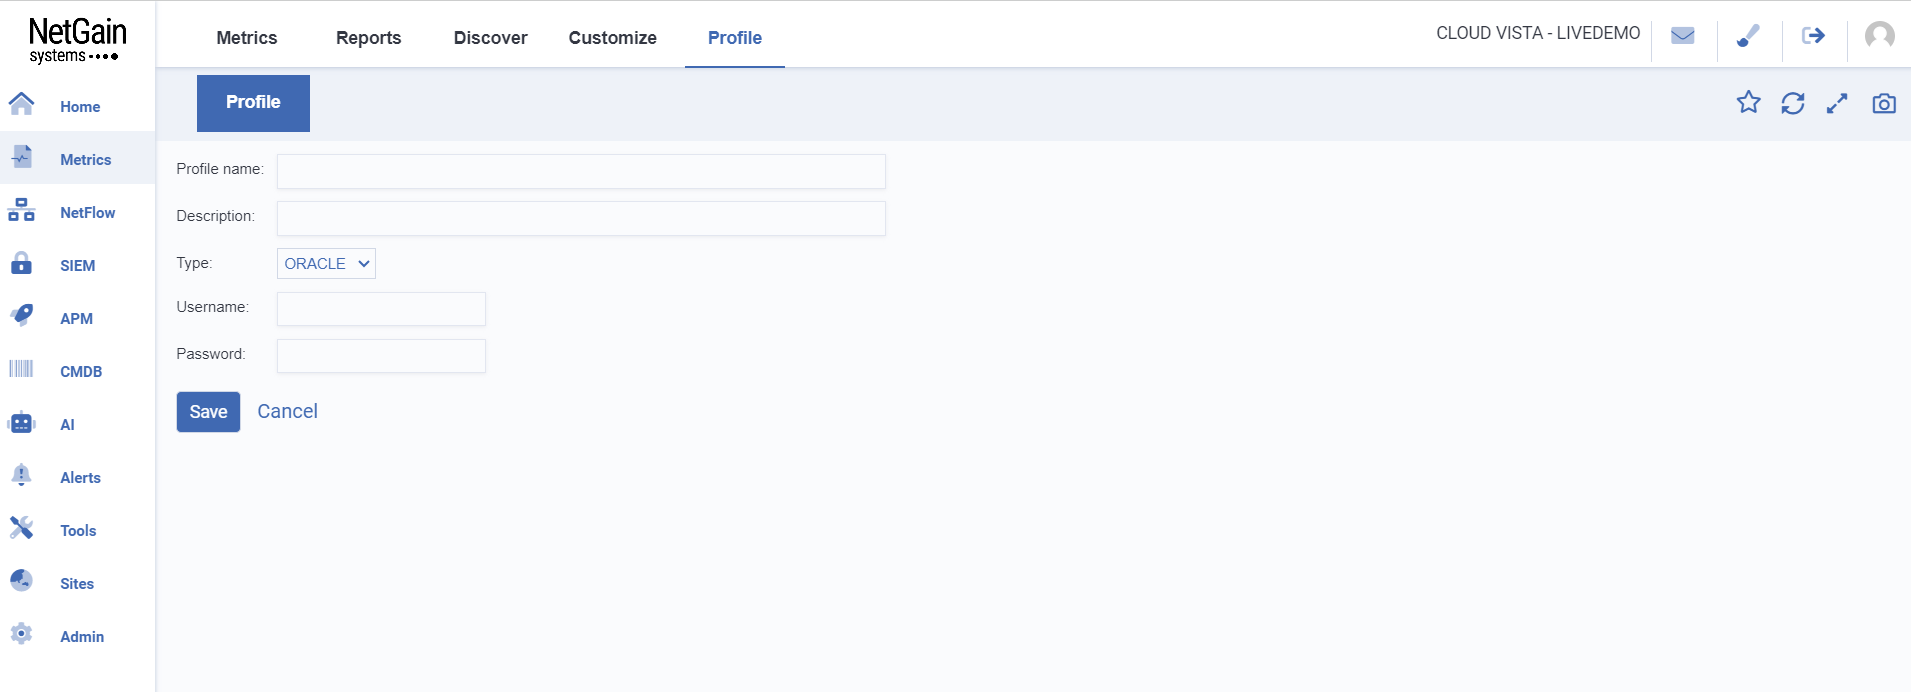 NetGain
systems
Metrics Reports Discover Customize Profile
CLOUD VISTA - LIVEDEMO
Home
Metrics
NetFlow
SIEM
APM
CMDB
AI
Alerts
Tools
Sites
Admin
Profile
Profile name:
Description:
Type: ORACLE
Username:
Password:
Save Cancel